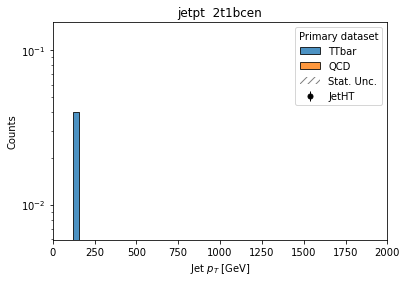 jetpt  2t1bcen
Primary dataset
TTbar
QCD
Stat. Unc.
JetHT
Counts
10⁻¹
10⁻²
0 250 500 750 1000 1250 1500 1750 2000
Jet p_T [GeV]